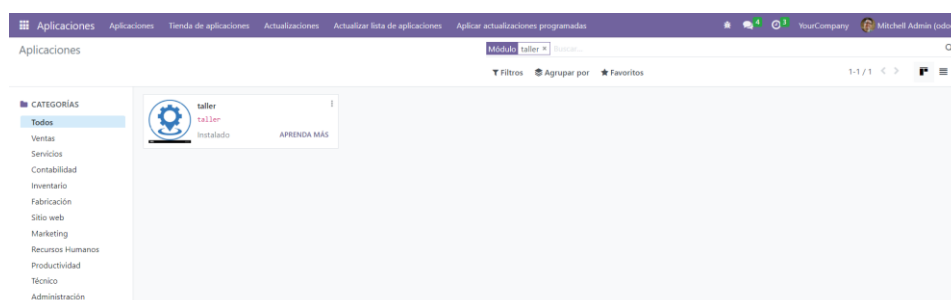 Aplicaciones Aplicaciones Tienda de aplicaciones Actualizaciones Actualizar lista de aplicaciones Aplicar actualizaciones programadas 4 3 YourCompany Mitchell Admin (odoo
Aplicaciones
Módulo taller × Buscar...
Filtros Agrupar por Favoritos 1-1 / 1
CATEGORÍAS
Todos
Ventas
Servicios
Contabilidad
Inventario
Fabricación
Sitio web
Marketing
Recursos Humanos
Productividad
Técnico
Administración
taller
taller
Instalado APRENDA MÁS